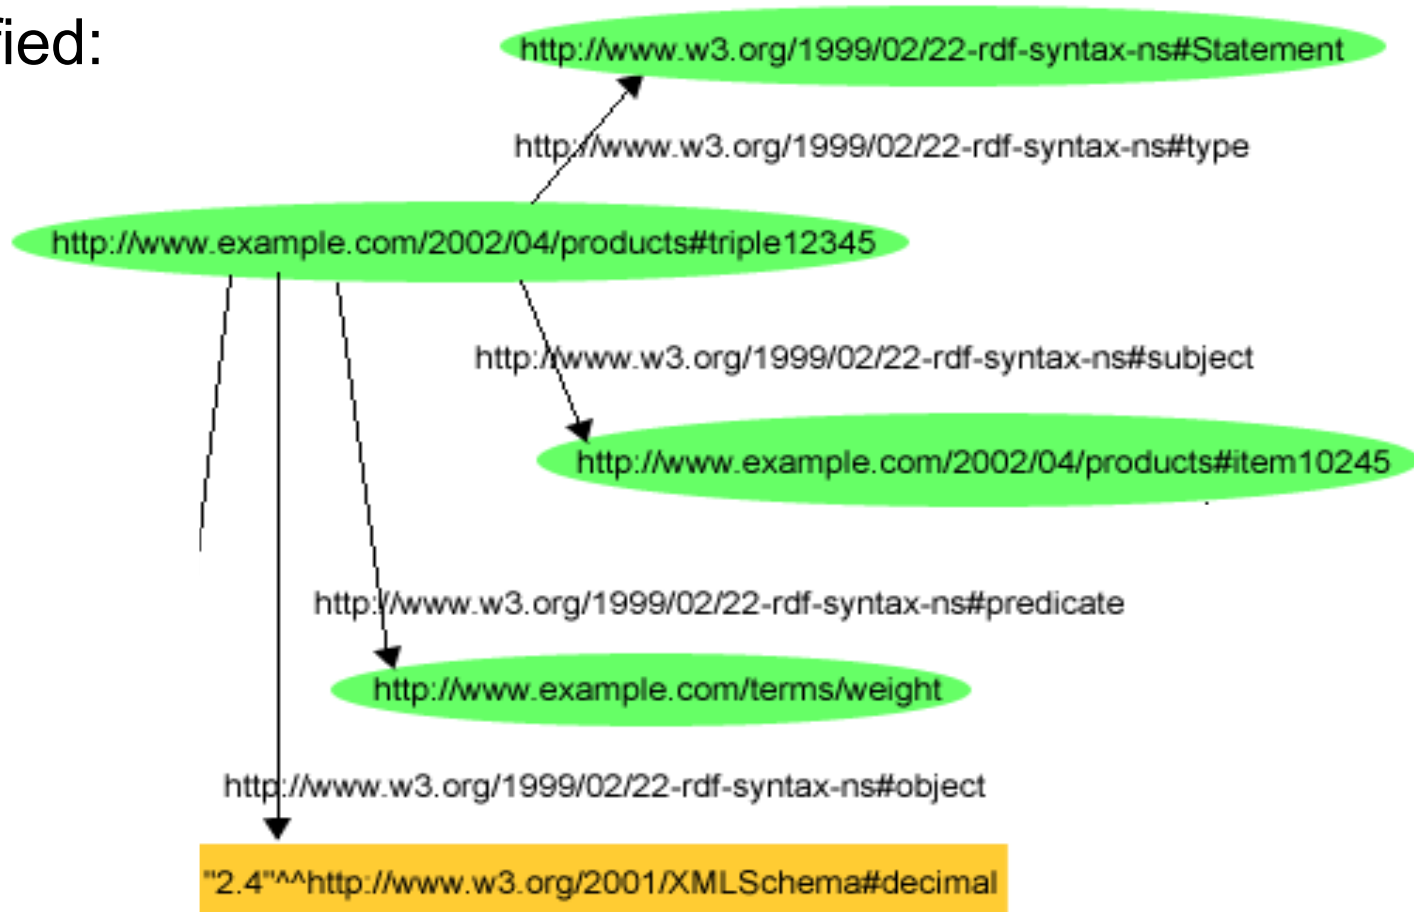 fied:
http://www.w3.org/1999/02/22-rdf-syntax-ns#Statement
http://www.w3.org/1999/02/22-rdf-syntax-ns#type
http://www.example.com/2002/04/products#triple12345
http://www.w3.org/1999/02/22-rdf-syntax-ns#subject
http://www.example.com/2002/04/products#item10245
http://www.w3.org/1999/02/22-rdf-syntax-ns#predicate
http://www.example.com/terms/weight
http://www.w3.org/1999/02/22-rdf-syntax-ns#object
"2.4"^^http://www.w3.org/2001/XMLSchema#decimal